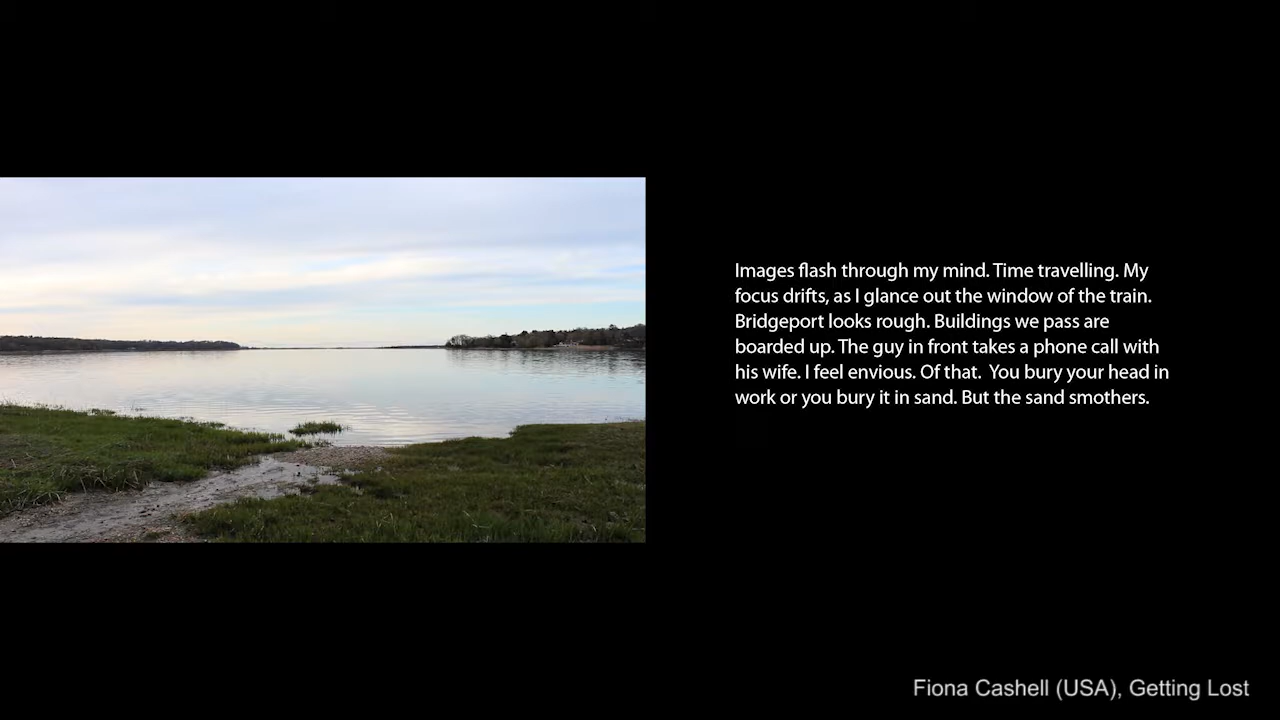 Images flash through my mind. Time travelling. My
focus drifts, as I glance out the window of the train.
Bridgeport looks rough. Buildings we pass are
boarded up. The guy in front takes a phone call with
his wife. I feel envious. Of that.  You bury your head in
work or you bury it in sand. But the sand smothers.
Fiona Cashell (USA), Getting Lost